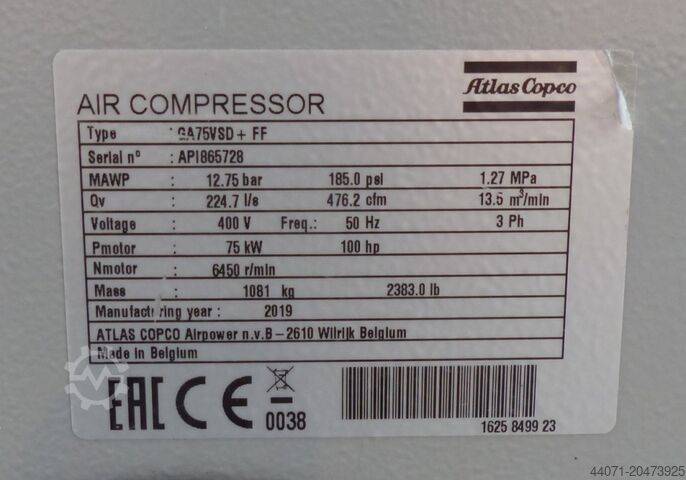 Atlas Copco
AIR COMPRESSOR
Type : GA75VSD+ FF
Serial nº : API865728
MAWP : 12.75 bar 185.0 psi 1.27 MPa
Qv : 224.7 l/s 476.2 cfm 13.5 m³/min
Voltage : 400 V Freq.: 50 Hz 3 Ph
Pmotor : 75 kW 100 hp
Nmotor : 6450 r/min
Mass : 1081 kg 2383.0 lb
Manufacturing year : 2019
ATLAS COPCO Airpower n.v.B-2610 Wilrijk Belgium
Made in Belgium
EAC CE 0038
1625 8499 23
44071-20473925